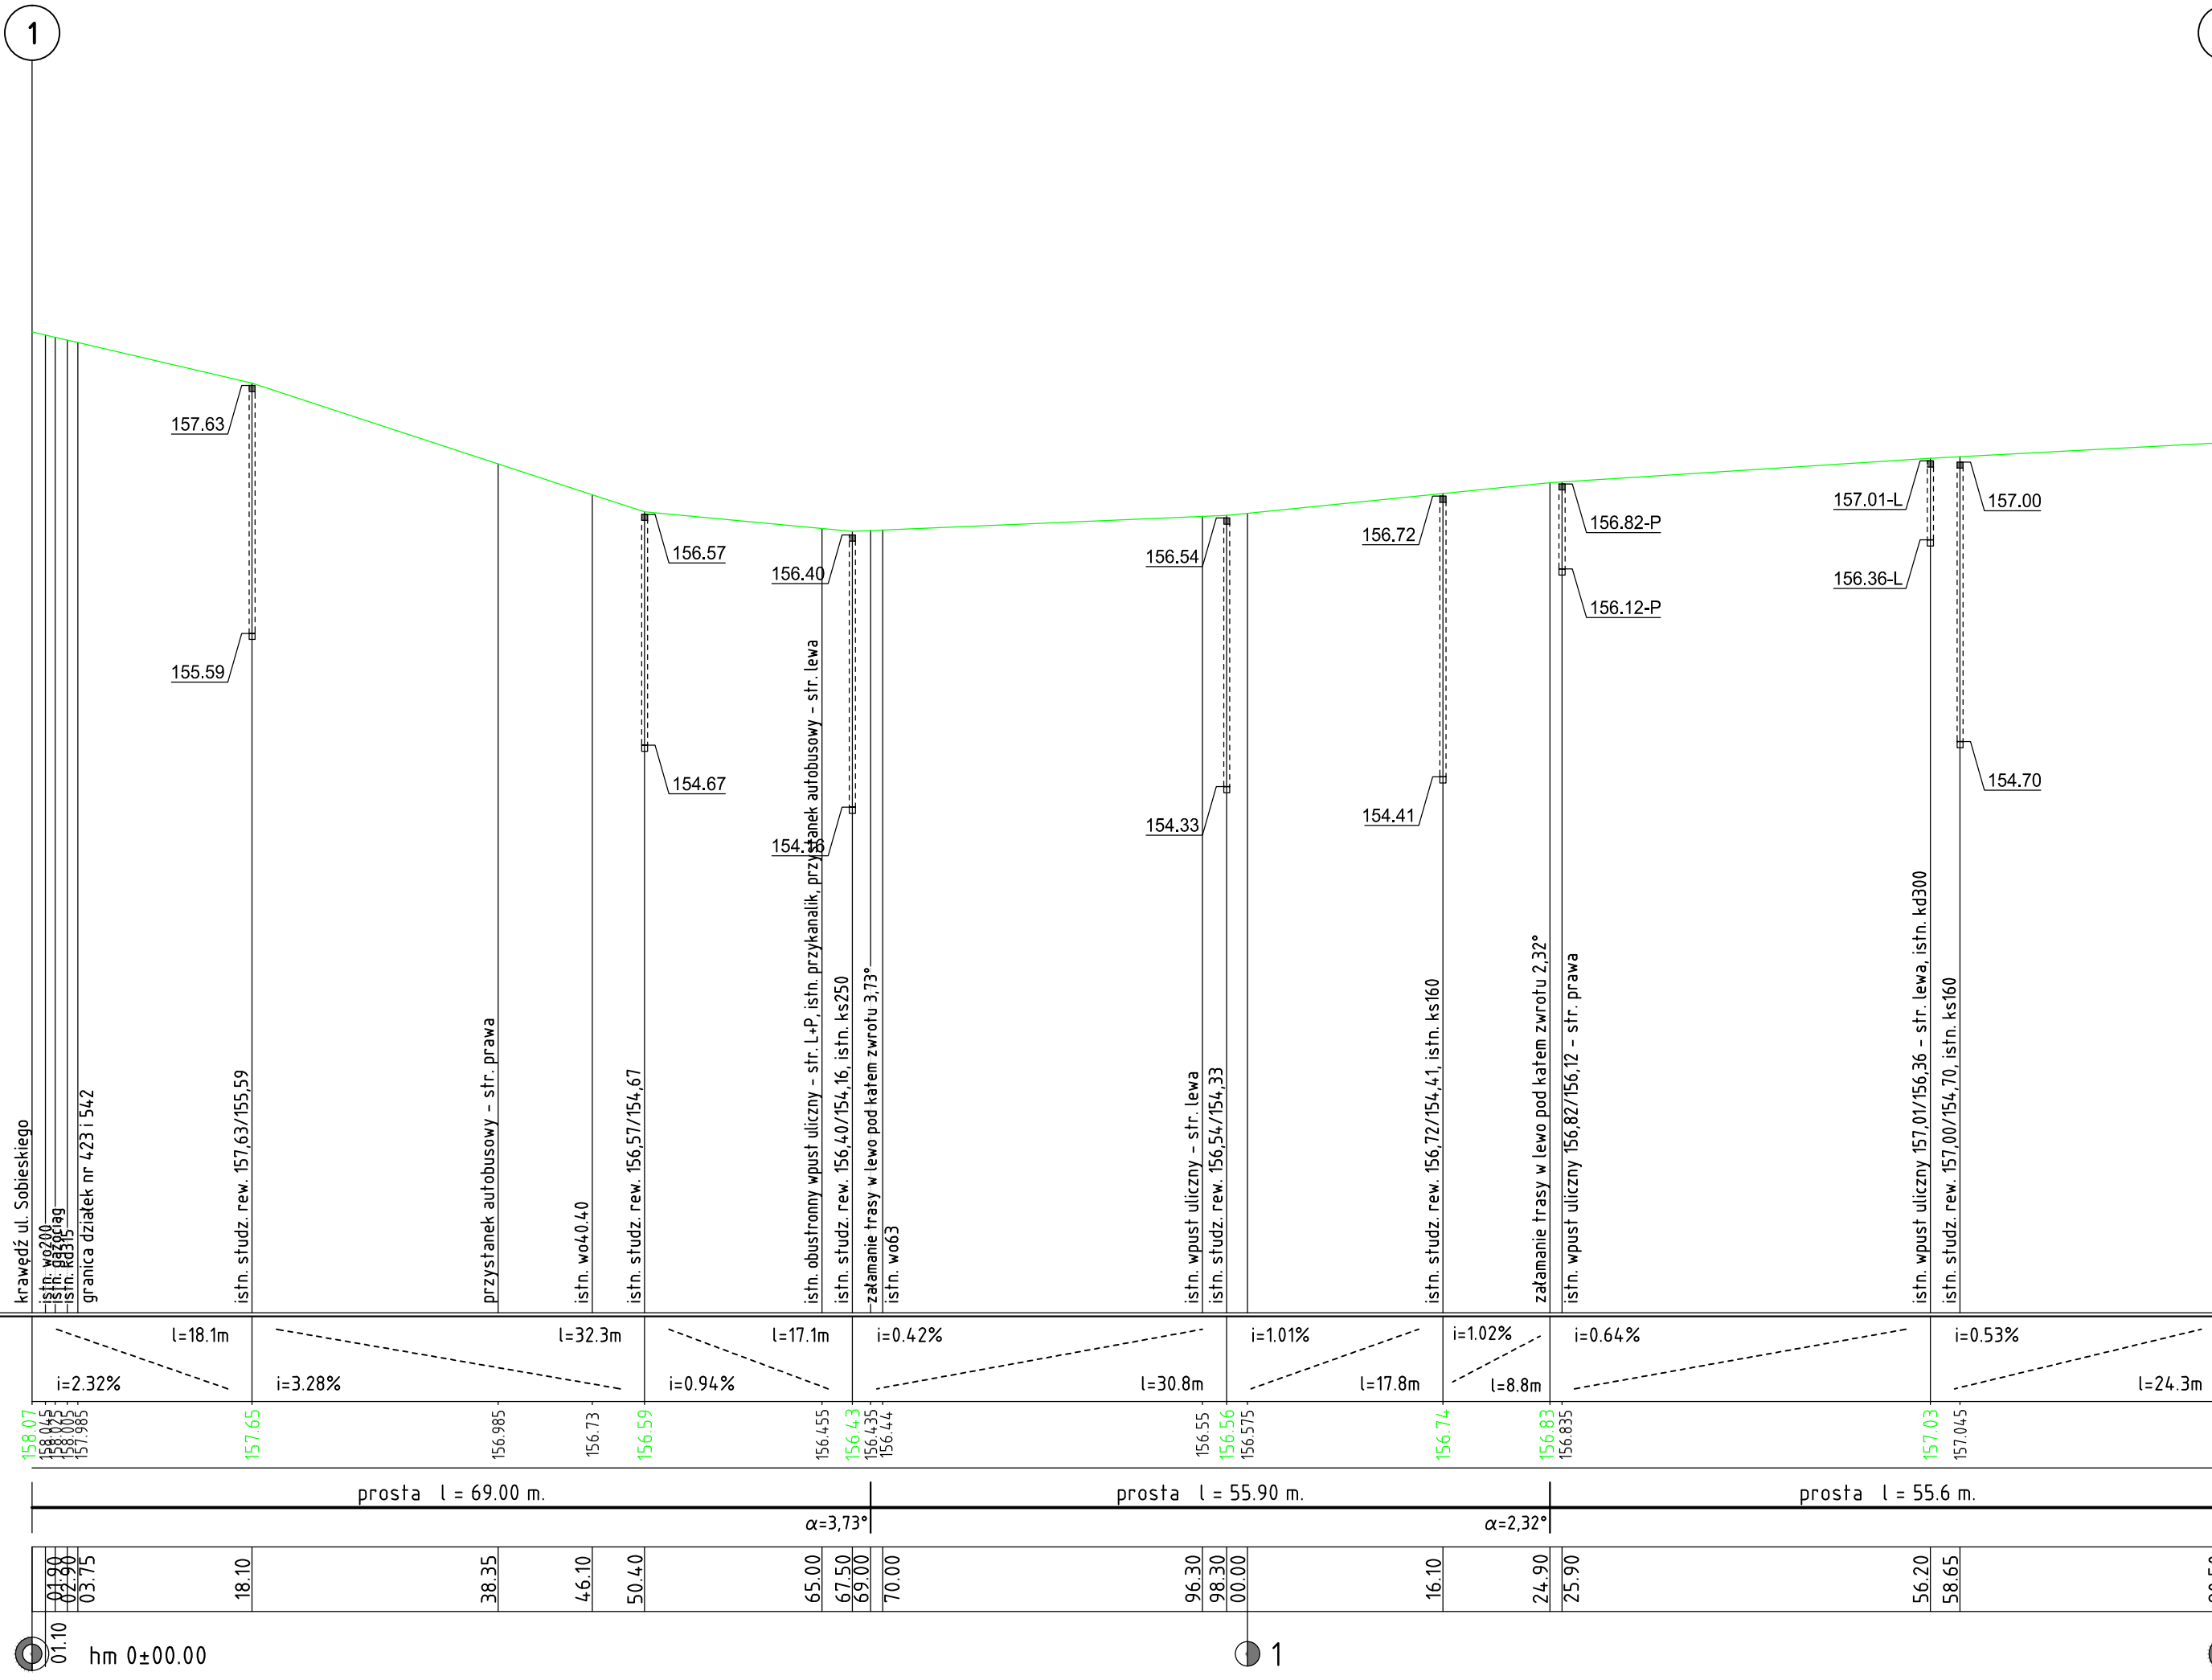 1
157.63
155.59
156.57
154.67
156.40
154.16
156.54
154.33
156.72
154.41
156.82-P
156.12-P
157.01-L
156.36-L
157.00
154.70
krawędź ul. Sobieskiego
istn. wo200
istn. gazociąg
istn. kd315
granica działek nr 423 i 542
istn. studz. rew. 157,63/155,59
przystanek autobusowy - str. prawa
istn. wo40.40
istn. studz. rew. 156,57/154,67
istn. obustronny wpust uliczny - str. L+P, istn. przykanalik, przystanek autobusowy - str. lewa
istn. studz. rew. 156,40/154,16, istn. ks250
załamanie trasy w lewo pod katem zwrotu 3,73°
istn. wo63
istn. wpust uliczny - str. lewa
istn. studz. rew. 156,54/154,33
istn. studz. rew. 156,72/154,41, istn. ks160
załamanie trasy w lewo pod katem zwrotu 2,32°
istn. wpust uliczny 156,82/156,12 - str. prawa
istn. wpust uliczny 157,01/156,36 - str. lewa, istn. kd300
istn. studz. rew. 157,00/154,70, istn. ks160
l=18.1m
i=2.32%
l=32.3m
i=3.28%
l=17.1m
i=0.94%
i=0.42%
l=30.8m
i=1.01%
l=17.8m
i=1.02%
l=8.8m
i=0.64%
i=0.53%
l=24.3m
158.07
158.045
158.025
158.005
157.985
157.65
156.985
156.73
156.59
156.455
156.43
156.435
156.44
156.55
156.56
156.575
156.74
156.83
156.835
157.03
157.045
prosta l = 69.00 m.
prosta l = 55.90 m.
prosta l = 55.6 m.
α=3,73°
α=2,32°
01.10
01.90
02.90
03.75
18.10
38.35
46.10
50.40
65.00
67.50
69.00
70.00
96.30
98.30
00.00
16.10
24.90
25.90
56.20
58.65
hm 0±00.00
1